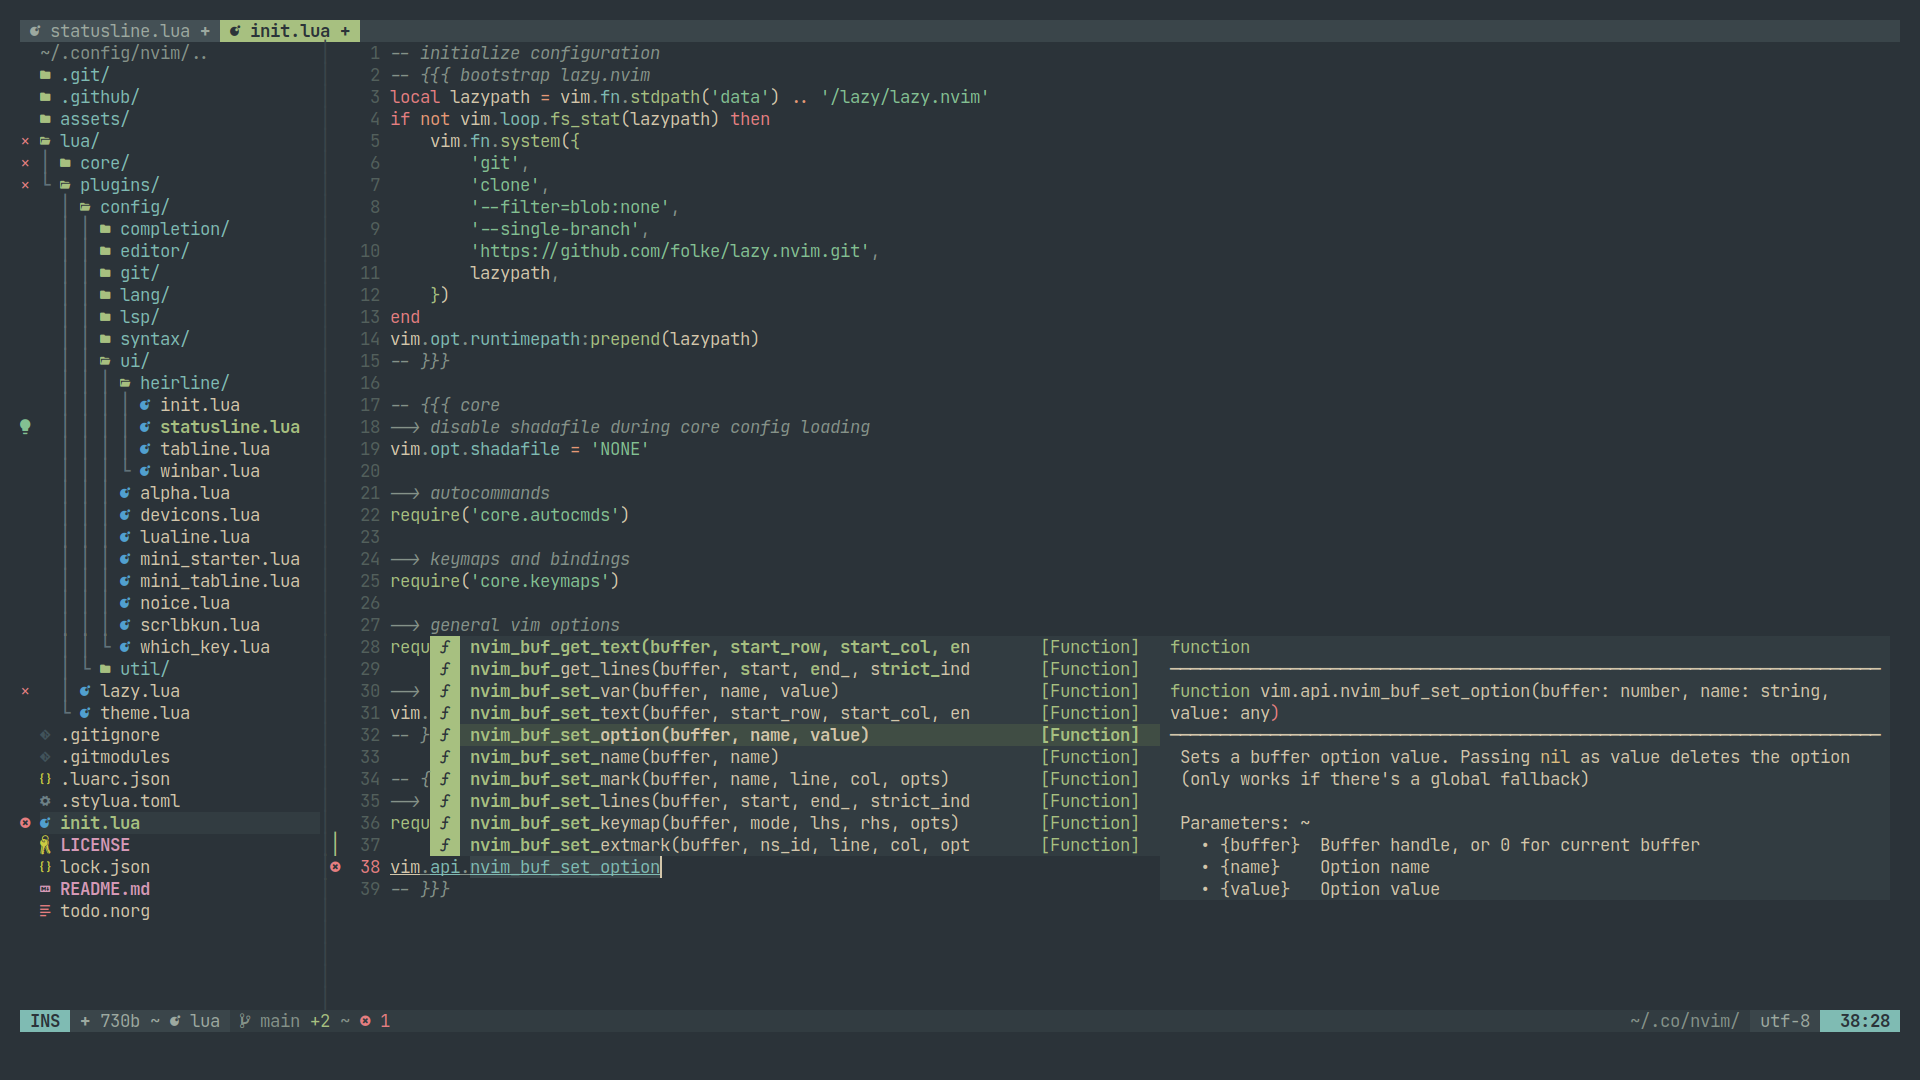 statusline.lua + init.lua +
~/.config/nvim/..
.git/
.github/
assets/
× lua/
× core/
× plugins/
config/
completion/
editor/
git/
lang/
lsp/
syntax/
ui/
heirline/
init.lua
statusline.lua
tabline.lua
winbar.lua
alpha.lua
devicons.lua
lualine.lua
mini_starter.lua
mini_tabline.lua
noice.lua
scrlbkun.lua
which_key.lua
util/
× lazy.lua
theme.lua
.gitignore
.gitmodules
{} .luarc.json
.stylua.toml
init.lua
LICENSE
{} lock.json
README.md
todo.norg
1 -- initialize configuration
2 -- {{{ bootstrap lazy.nvim
3 local lazypath = vim.fn.stdpath('data') .. '/lazy/lazy.nvim'
4 if not vim.loop.fs_stat(lazypath) then
5     vim.fn.system({
6         'git',
7         'clone',
8         '--filter=blob:none',
9         '--single-branch',
10         'https://github.com/folke/lazy.nvim.git',
11         lazypath,
12     })
13 end
14 vim.opt.runtimepath:prepend(lazypath)
15 -- }}}
16
17 -- {{{ core
18 --> disable shadafile during core config loading
19 vim.opt.shadafile = 'NONE'
20
21 --> autocommands
22 require('core.autocmds')
23
24 --> keymaps and bindings
25 require('core.keymaps')
26
27 --> general vim options
28 requ ƒ nvim_buf_get_text(buffer, start_row, start_col, en [Function]
29 ƒ nvim_buf_get_lines(buffer, start, end_, strict_ind [Function]
30 --> ƒ nvim_buf_set_var(buffer, name, value) [Function]
31 vim. ƒ nvim_buf_set_text(buffer, start_row, start_col, en [Function]
32 -- } ƒ nvim_buf_set_option(buffer, name, value) [Function]
33 ƒ nvim_buf_set_name(buffer, name) [Function]
34 -- { ƒ nvim_buf_set_mark(buffer, name, line, col, opts) [Function]
35 --> ƒ nvim_buf_set_lines(buffer, start, end_, strict_ind [Function]
36 requ ƒ nvim_buf_set_keymap(buffer, mode, lhs, rhs, opts) [Function]
37 ƒ nvim_buf_set_extmark(buffer, ns_id, line, col, opt [Function]
38 vim.api.nvim_buf_set_option
39 -- }}}
function
function vim.api.nvim_buf_set_option(buffer: number, name: string,
value: any)
Sets a buffer option value. Passing nil as value deletes the option
(only works if there's a global fallback)
Parameters: ~
• {buffer} Buffer handle, or 0 for current buffer
• {name} Option name
• {value} Option value
INS + 730b ~ lua main +2 ~ 1 ~/.co/nvim/ utf-8 38:28